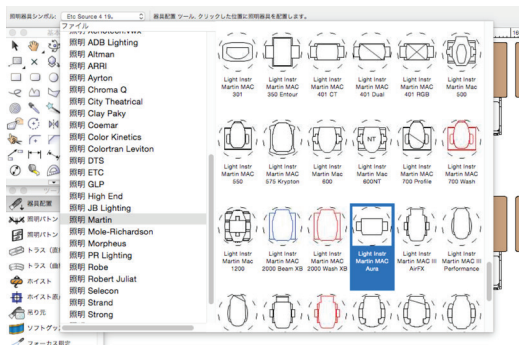 照明器具シンボル: Etc Source 4 19。 器具配置 ツール. クリックした位置に照明器具を配置します。
ファイル
照明 ADB Lighting
照明 Altman
照明 ARRI
照明 Ayrton
照明 Chroma Q
照明 City Theatrical
照明 Clay Paky
照明 Coemar
照明 Color Kinetics
照明 Colortran Leviton
照明 DTS
照明 ETC
照明 GLP
照明 High End
照明 JB Lighting
照明 Martin
照明 Mole-Richardson
照明 Morpheus
照明 PR Lighting
照明 Robe
照明 Robert Juliat
照明 Selecon
照明 Strand
照明 Strong
Light Instr Martin MAC 301
Light Instr Martin MAC 350 Entour
Light Instr Martin MAC 401 CT
Light Instr Martin MAC 401 Dual
Light Instr Martin MAC 401 RGB
Light Instr Martin Mac 500
NT
Light Instr Martin MAC 550
Light Instr Martin MAC 575 Krypton
Light Instr Martin Mac 600
Light Instr Martin Mac 600NT
Light Instr Martin MAC 700 Profile
Light Instr Martin MAC 700 Wash
Light Instr Martin Mac 1200
Light Instr Martin MAC 2000 Beam XB
Light Instr Martin MAC 2000 Wash XB
Light Instr Martin MAC Aura
Light Instr Martin MAC III AirFX
Light Instr Martin MAC III Performance
器具配置
照明バトン
照明バトン
トラス（直
トラス（曲
ホイスト
ホイスト原
吊り元
ソフトグッ
フォーカス指定